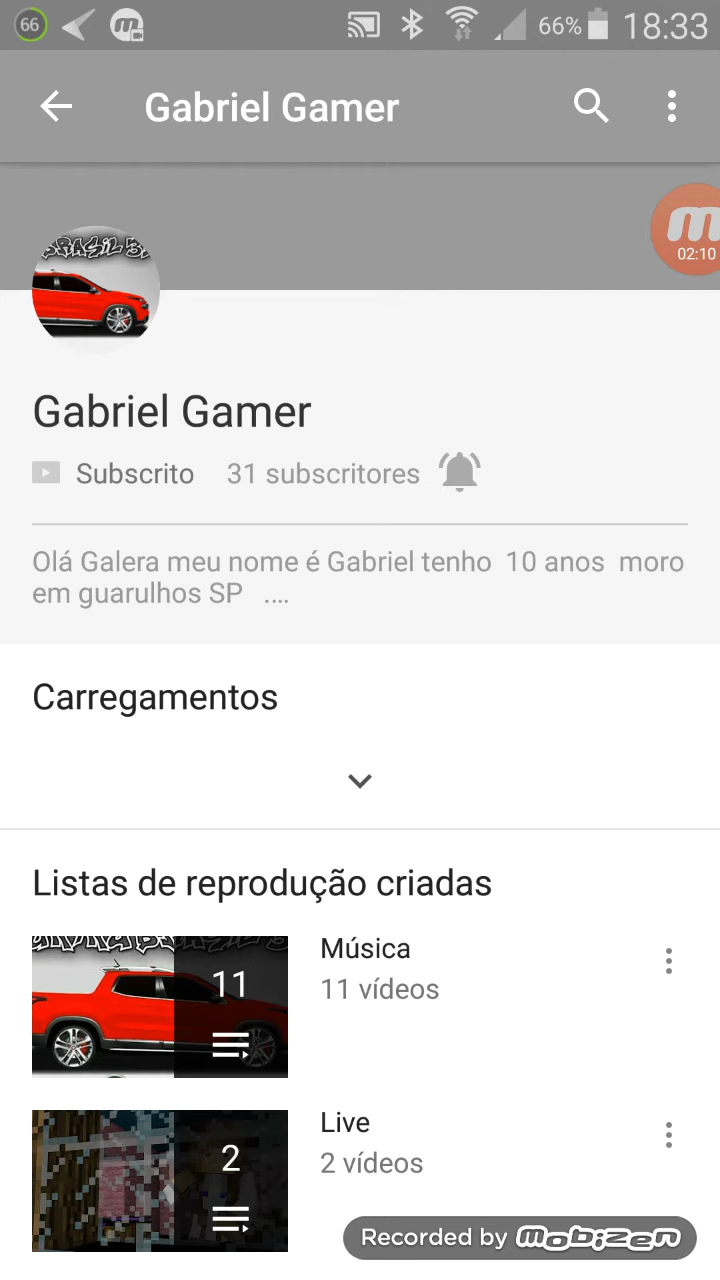 66
66%
18:33
Gabriel Gamer
02:10
BRASIL
Gabriel Gamer
Subscrito 31 subscritores
Olá Galera meu nome é Gabriel tenho 10 anos moro
em guarulhos SP ....
Carregamentos
Listas de reprodução criadas
11
Música
11 vídeos
2
Live
2 vídeos
Recorded by mobizen